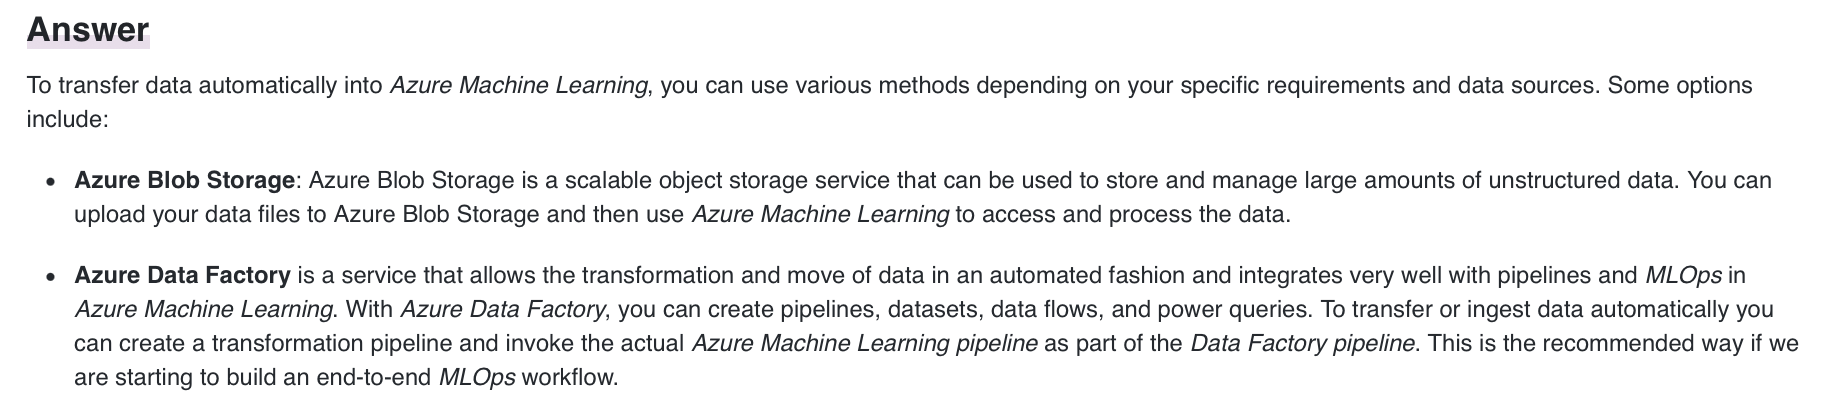 Answer
To transfer data automatically into Azure Machine Learning, you can use various methods depending on your specific requirements and data sources. Some options
include:
• Azure Blob Storage: Azure Blob Storage is a scalable object storage service that can be used to store and manage large amounts of unstructured data. You can
upload your data files to Azure Blob Storage and then use Azure Machine Learning to access and process the data.
• Azure Data Factory is a service that allows the transformation and move of data in an automated fashion and integrates very well with pipelines and MLOps in
Azure Machine Learning. With Azure Data Factory, you can create pipelines, datasets, data flows, and power queries. To transfer or ingest data automatically you
can create a transformation pipeline and invoke the actual Azure Machine Learning pipeline as part of the Data Factory pipeline. This is the recommended way if we
are starting to build an end-to-end MLOps workflow.